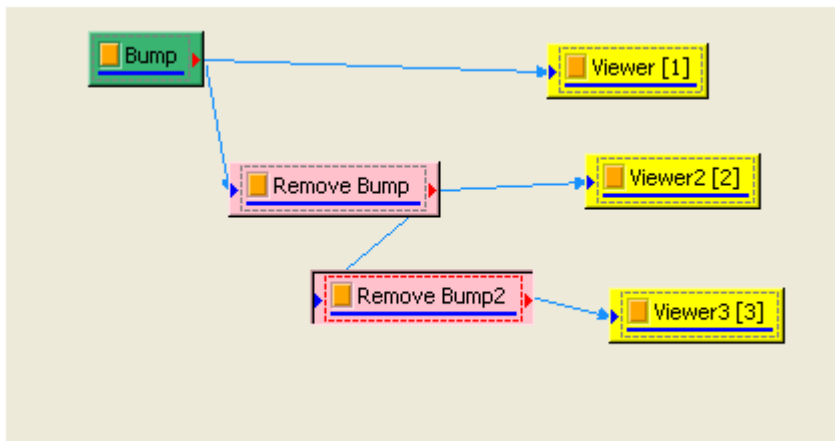 Bump
Viewer [1]
Remove Bump
Viewer2 [2]
Remove Bump2
Viewer3 [3]